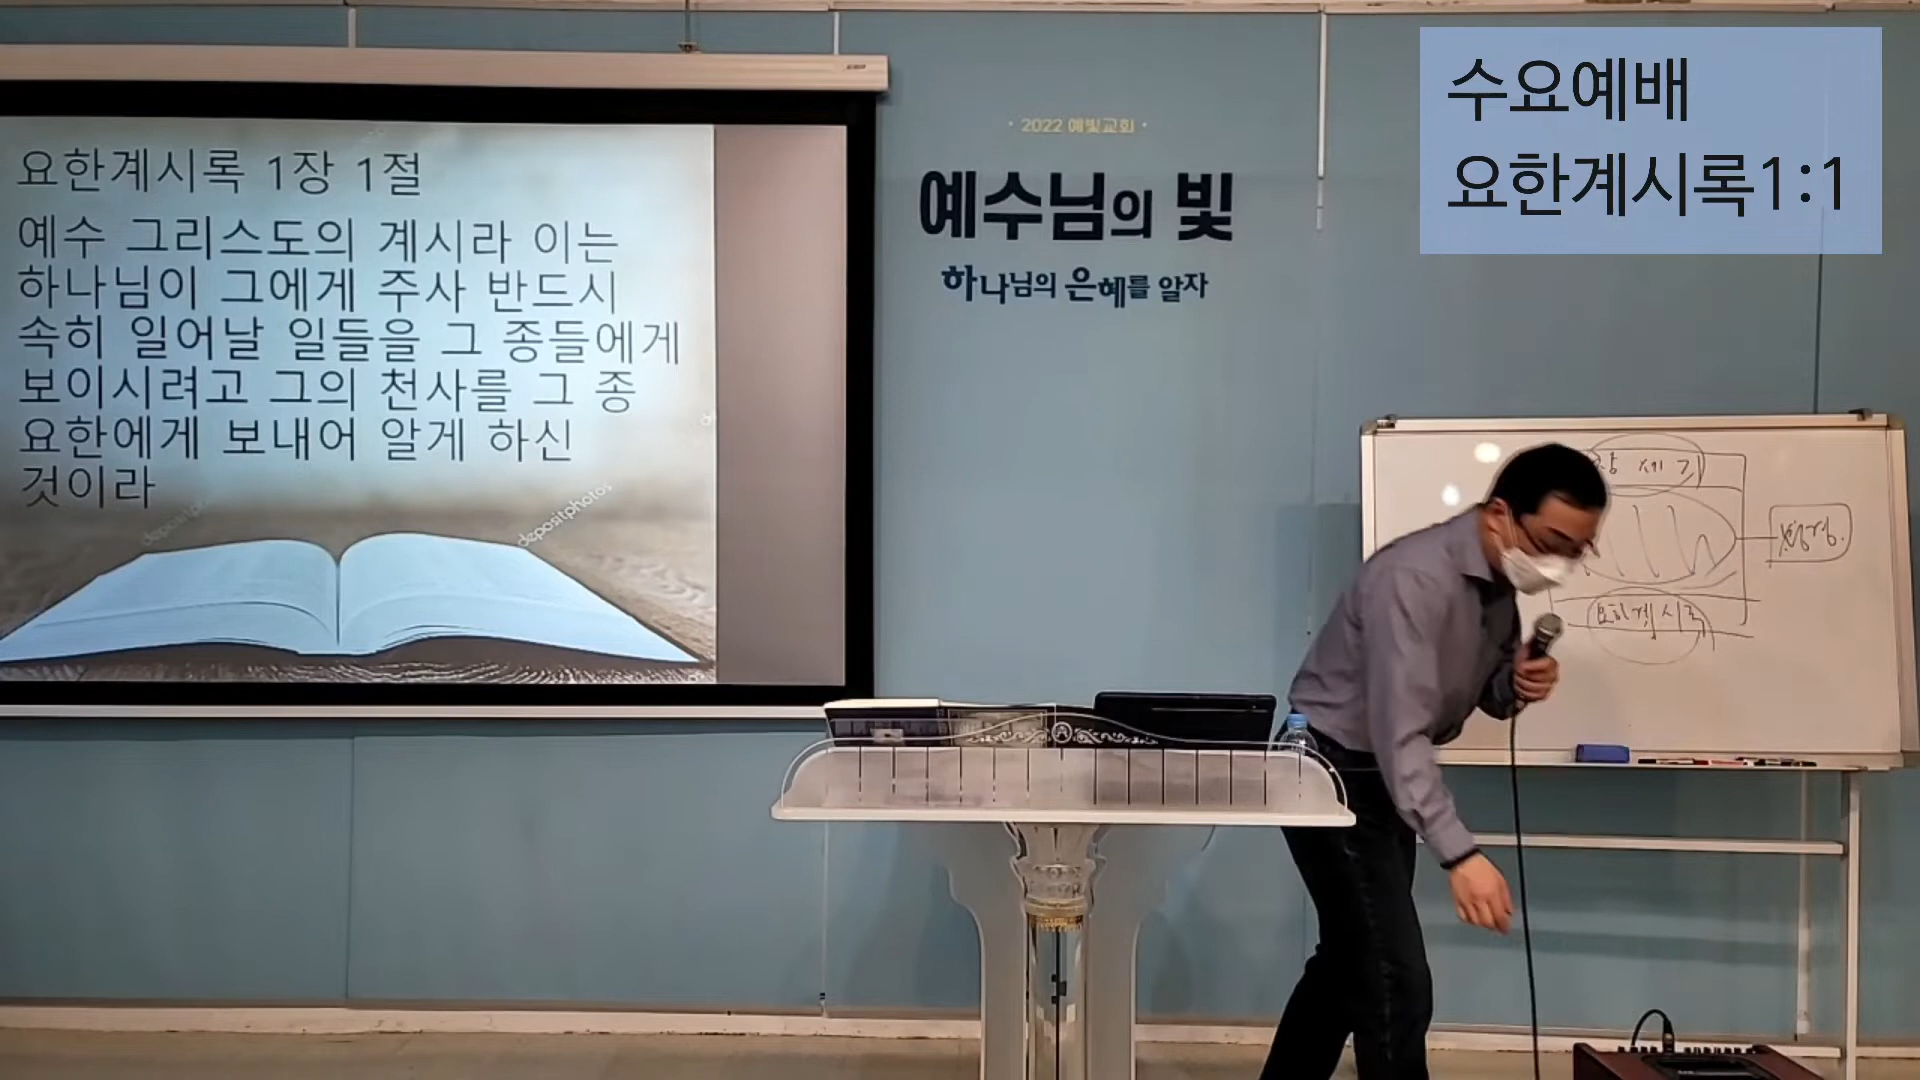 요한계시록 1장 1절
예수 그리스도의 계시라 이는
하나님이 그에게 주사 반드시
속히 일어날 일들을 그 종들에게
보이시려고 그의 천사를 그 종
요한에게 보내어 알게 하신
것이라
depositphotos
2022 예빛교회
예수님의 빛
하나님의 은혜를 알자
수요예배
요한계시록1:1
창세기
요한계시록